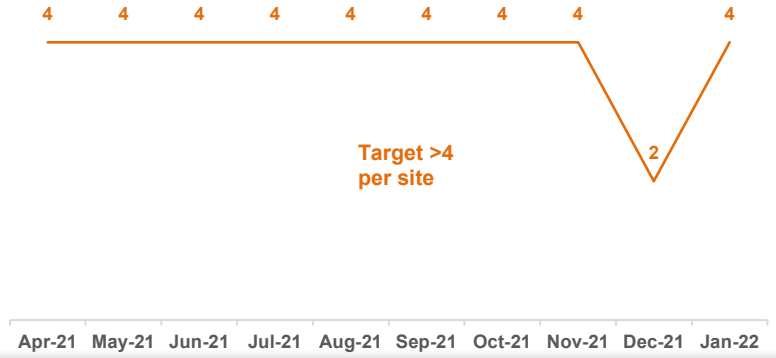 4 4 4 4 4 4 4 4 4
Target >4
per site
2
Apr-21 May-21 Jun-21 Jul-21 Aug-21 Sep-21 Oct-21 Nov-21 Dec-21 Jan-22